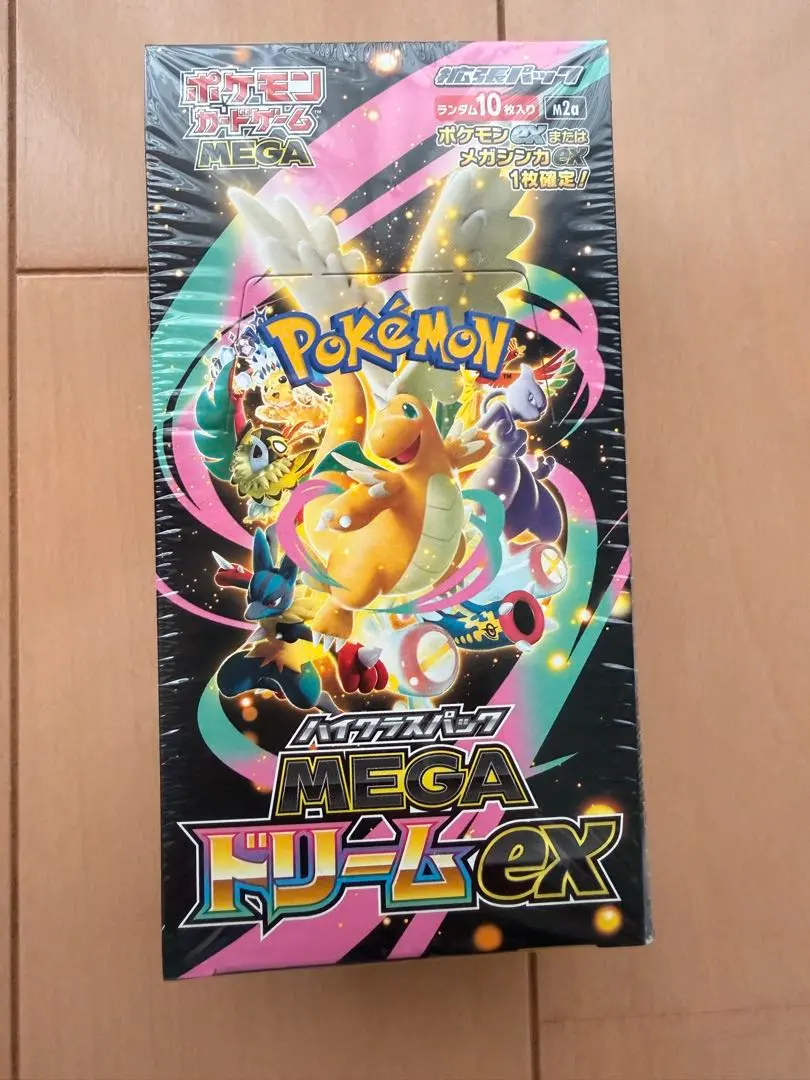 ポケモン
カードゲーム
MEGA
拡張パック
ランダム10枚入り M2a
ポケモンexまたは
メガシンカex
1枚確定!
POKéMON
TM
ハイクラスパック
MEGA
ドリームex